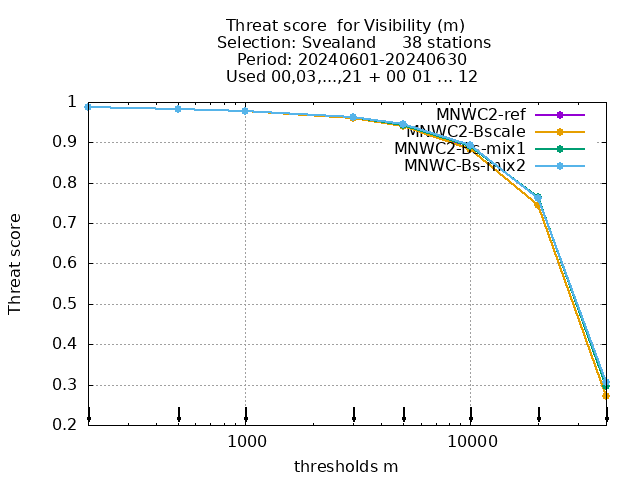 Threat score  for Visibility (m)
Selection: Svealand     38 stations
Period: 20240601-20240630
Used 00,03,...,21 + 00 01 ... 12
MNWC2-ref
MNWC2-Bscale
MNWC2-Bs-mix1
MNWC-Bs-mix2
Threat score
1
0.9
0.8
0.7
0.6
0.5
0.4
0.3
0.2
1000
10000
thresholds m